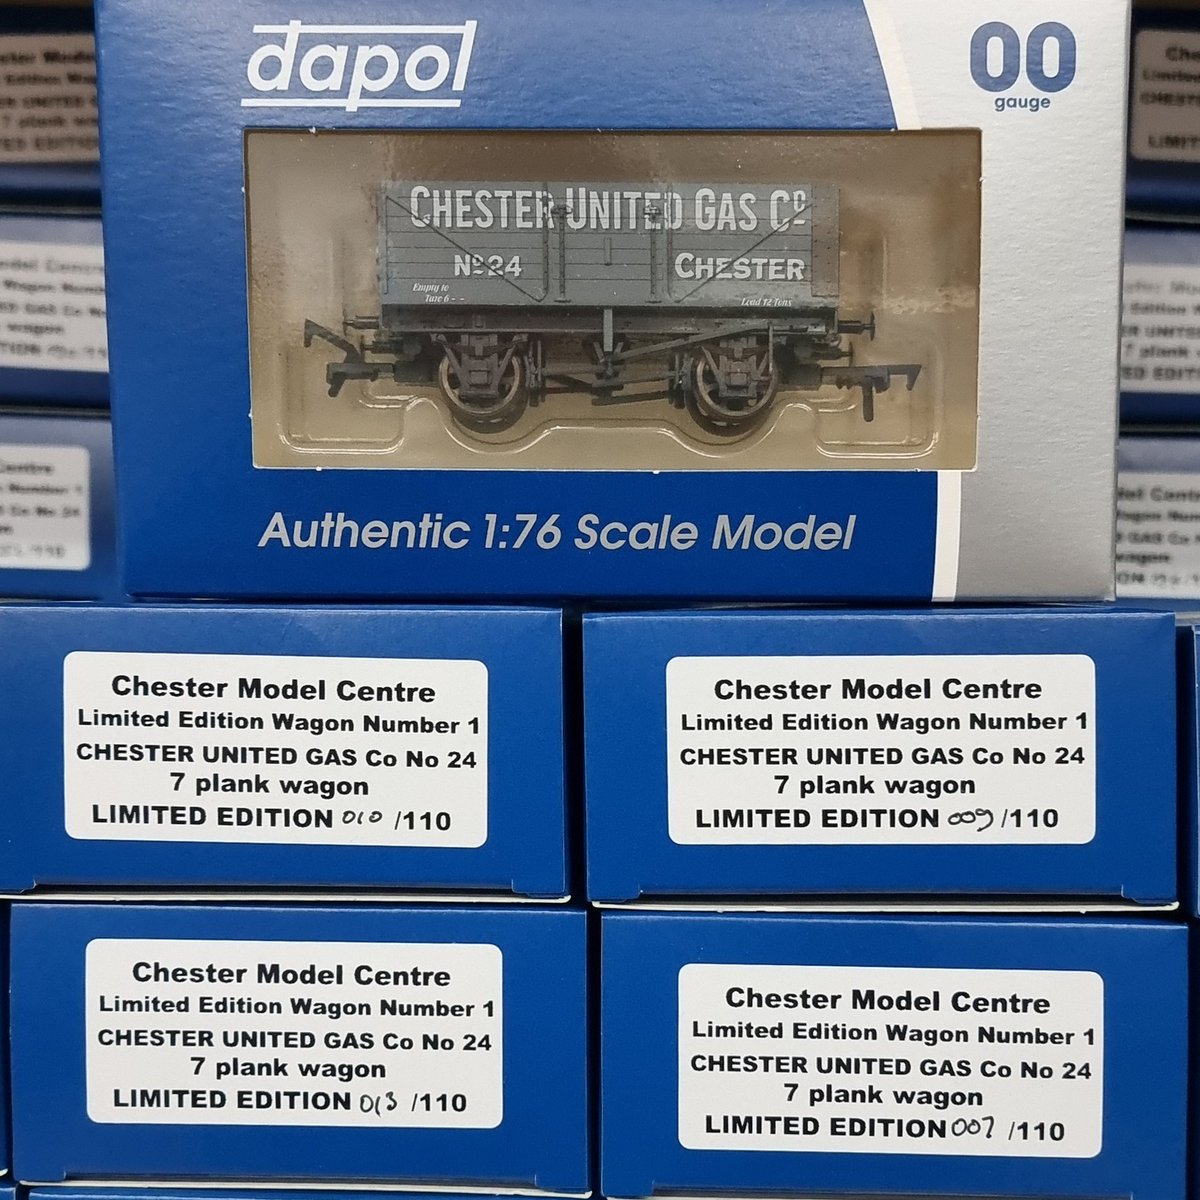 dapol
00
gauge
CHESTER UNITED GAS Cº
Nº 24 CHESTER
Empty to
Tare 6 - - Load 12 Tons
Authentic 1:76 Scale Model
Chester Model Centre
Limited Edition Wagon Number 1
CHESTER UNITED GAS Co No 24
7 plank wagon
LIMITED EDITION 010 /110
Chester Model Centre
Limited Edition Wagon Number 1
CHESTER UNITED GAS Co No 24
7 plank wagon
LIMITED EDITION 009 /110
Chester Model Centre
Limited Edition Wagon Number 1
CHESTER UNITED GAS Co No 24
7 plank wagon
LIMITED EDITION 013 /110
Chester Model Centre
Limited Edition Wagon Number 1
CHESTER UNITED GAS Co No 24
7 plank wagon
LIMITED EDITION 007 /110